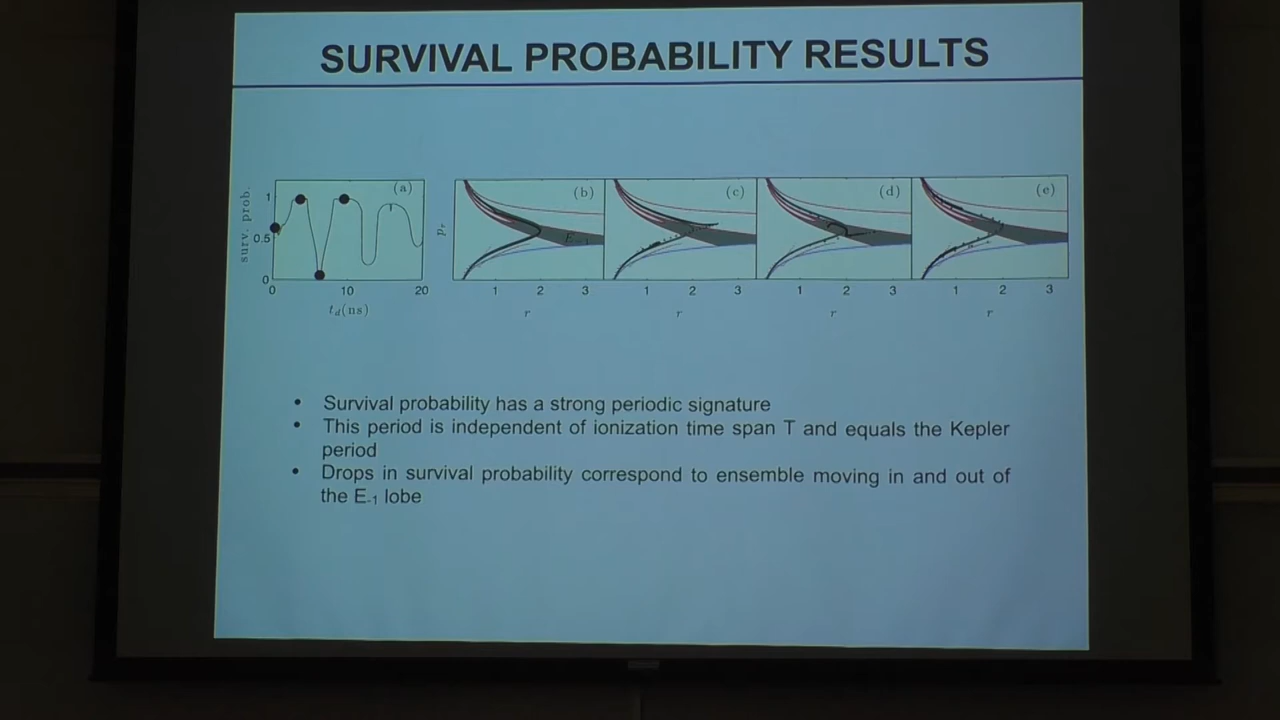 SURVIVAL PROBABILITY RESULTS
surv. prob.
1
0.5
0
(a)
0 10 20
t_d(ns)
p_r
(b) (c) (d) (e)
E_-1
1 2 3 1 2 3 1 2 3 1 2 3
r r r r
• Survival probability has a strong periodic signature
• This period is independent of ionization time span T and equals the Kepler
period
• Drops in survival probability correspond to ensemble moving in and out of
the E-1 lobe